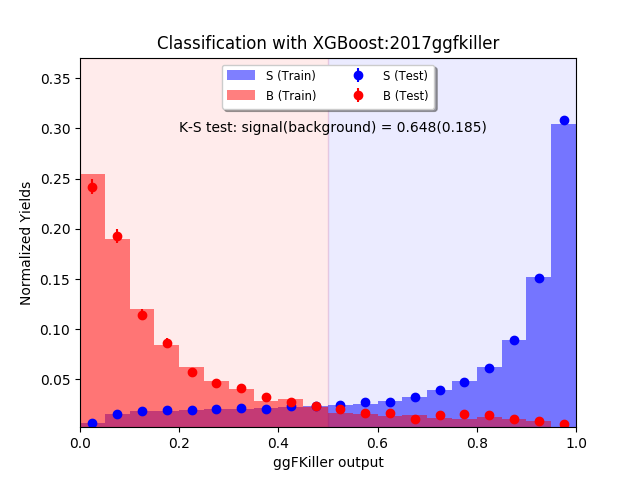 Classification with XGBoost:2017ggfkiller
S (Train)
B (Train)
S (Test)
B (Test)
K-S test: signal(background) = 0.648(0.185)
Normalized Yields
0.35
0.30
0.25
0.20
0.15
0.10
0.05
0.0 0.2 0.4 0.6 0.8 1.0
ggFKiller output